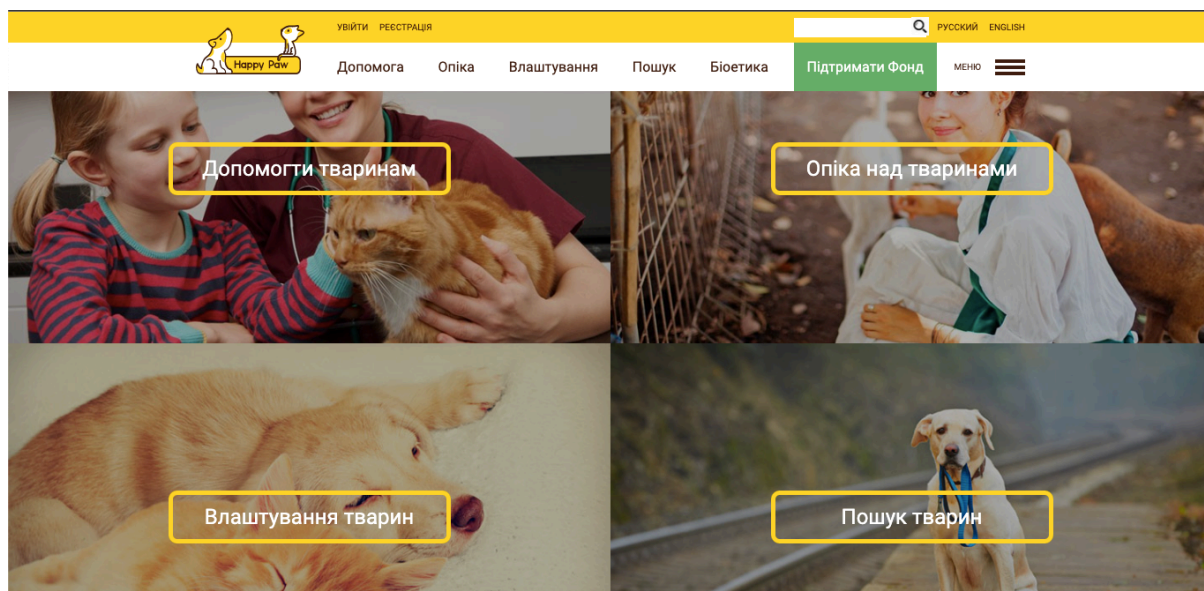 УВІЙТИ РЕЄСТРАЦІЯ РУССКИЙ ENGLISH
Happy Paw
Допомога Опіка Влаштування Пошук Біоетика Підтримати Фонд МЕНЮ
Допомогти тваринам Опіка над тваринами
Влаштування тварин Пошук тварин